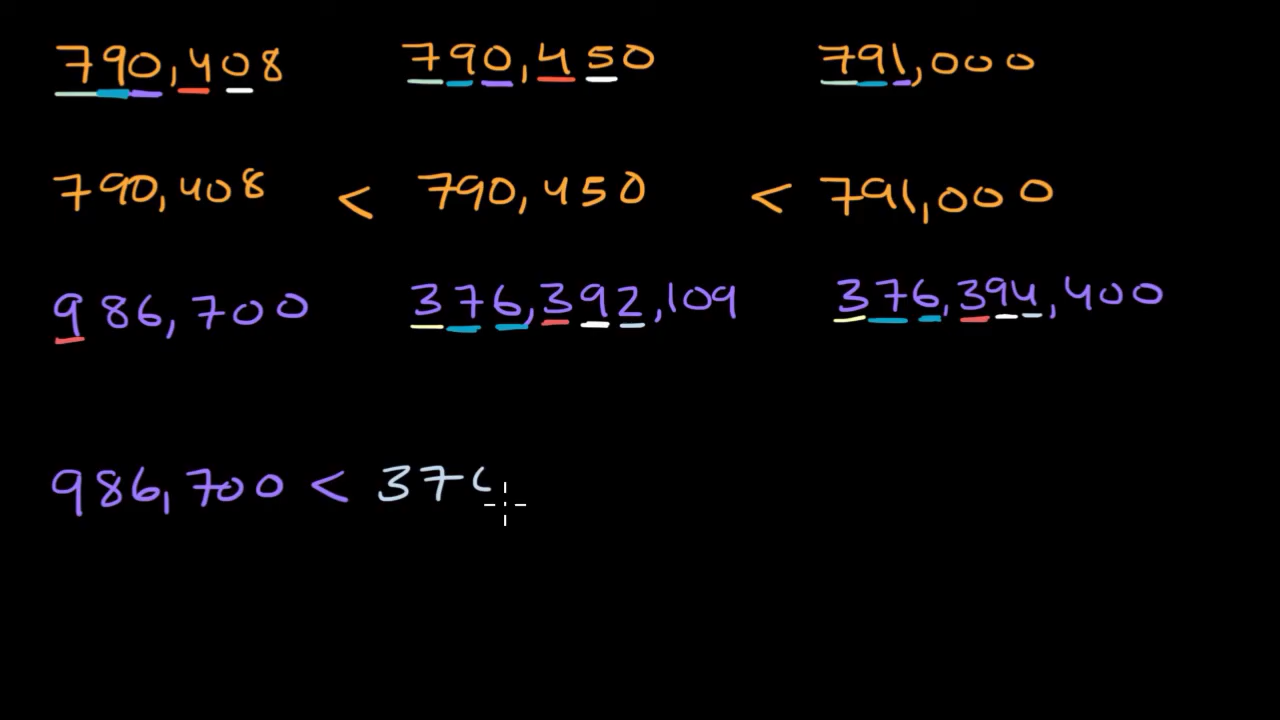 790,408 790,450 791,000
790,408 < 790,450 < 791,000
986,700 376,392,109 376,394,400
986,700 < 37